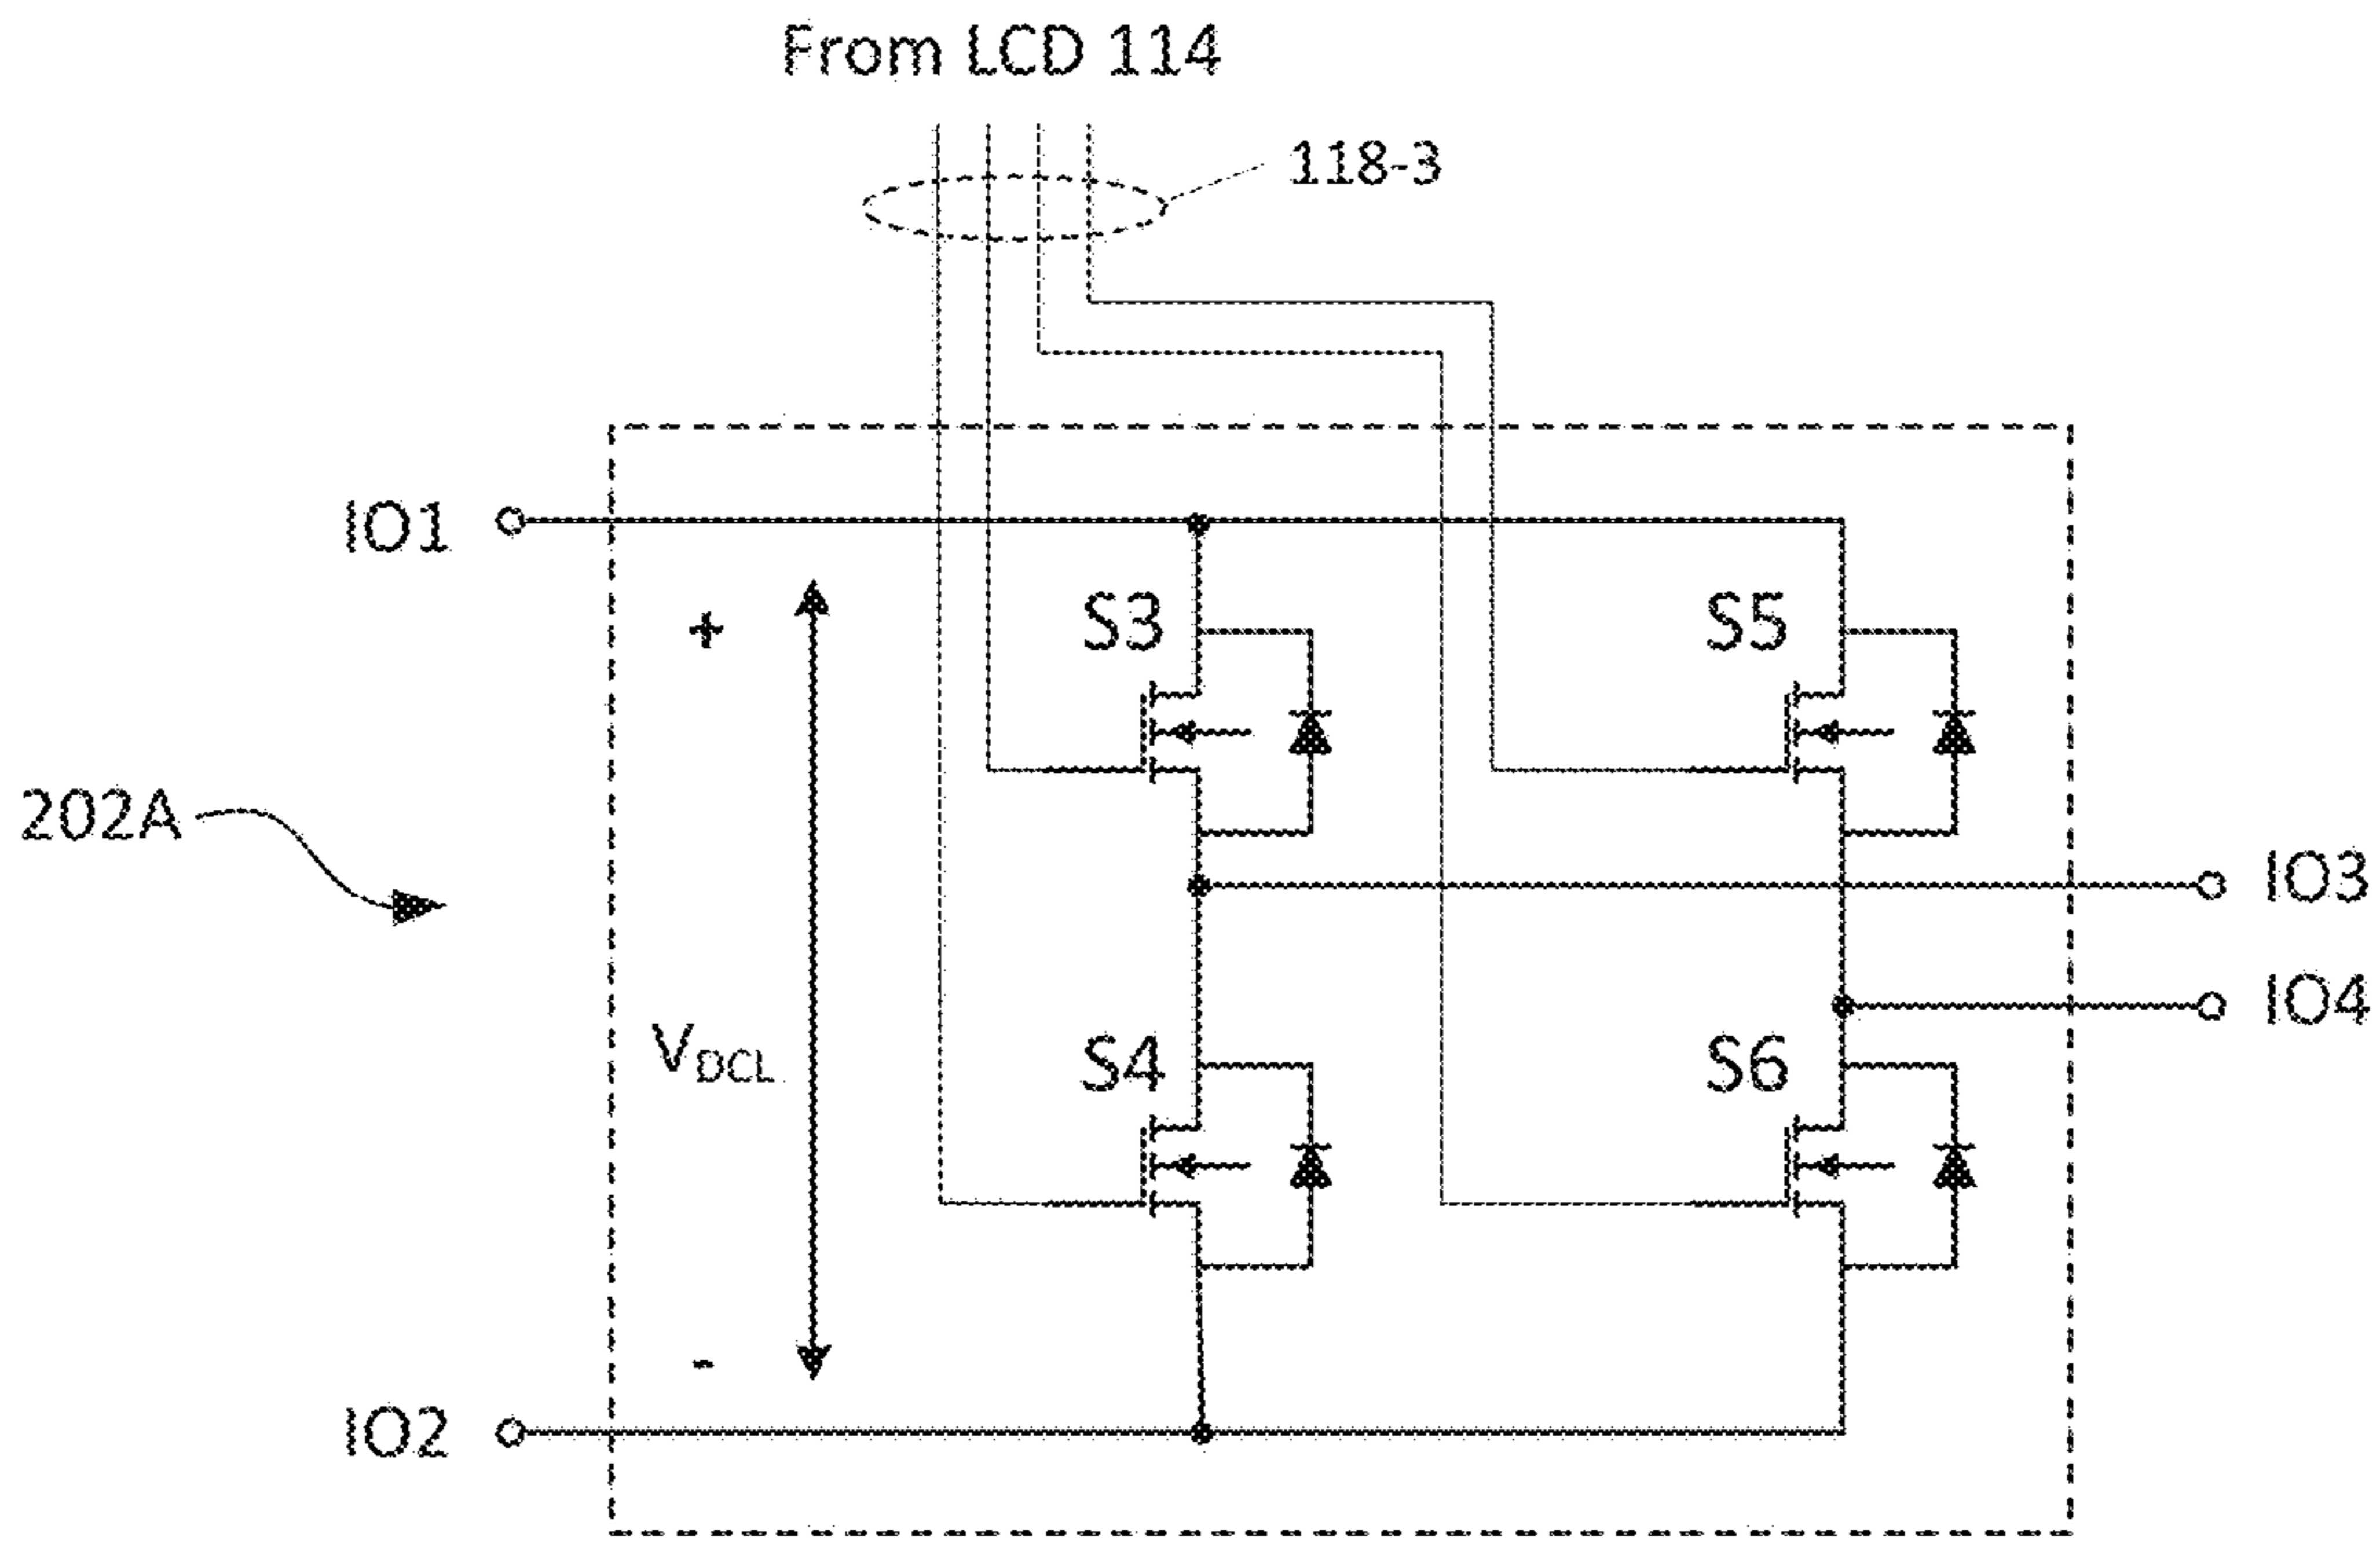 From LCD 114
118-3
IO1
+
S3
S5
202A
IO3
IO4
VDCL
S4
S6
-
IO2